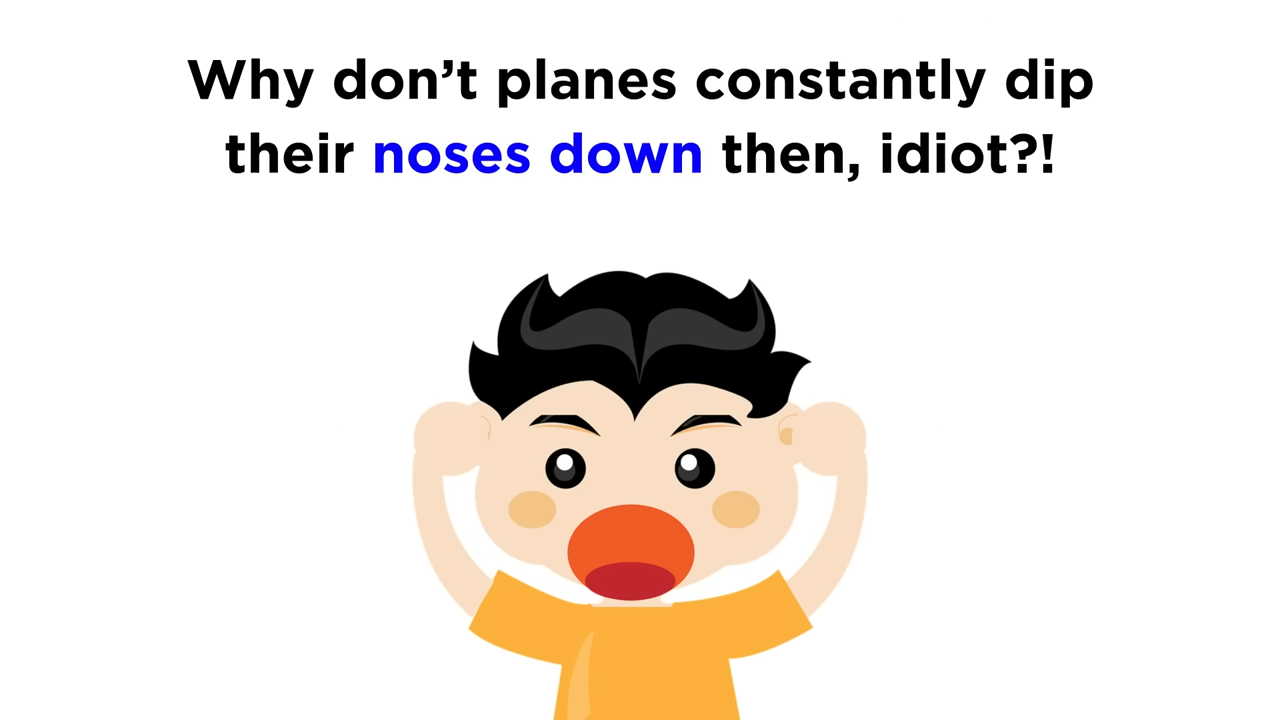 Why don’t planes constantly dip
their noses down then, idiot?!